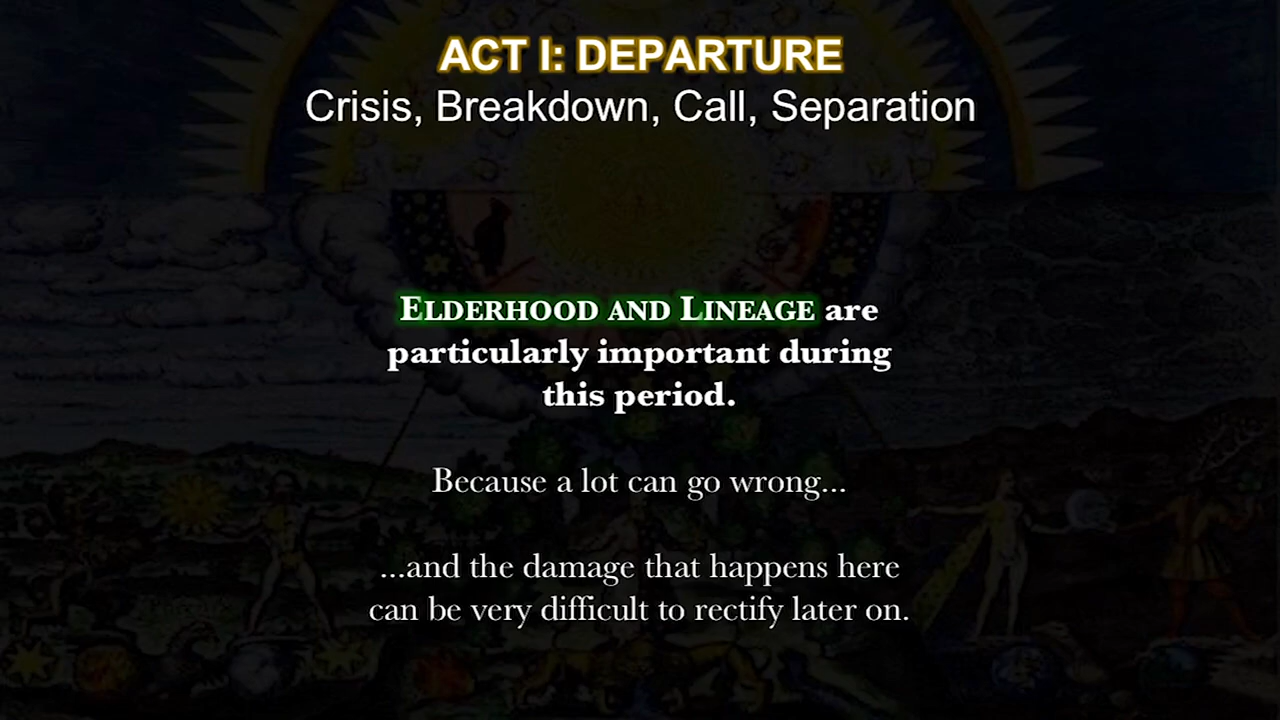 ACT I: DEPARTURE
Crisis, Breakdown, Call, Separation
ELDERHOOD AND LINEAGE are
particularly important during
this period.
Because a lot can go wrong...
...and the damage that happens here
can be very difficult to rectify later on.